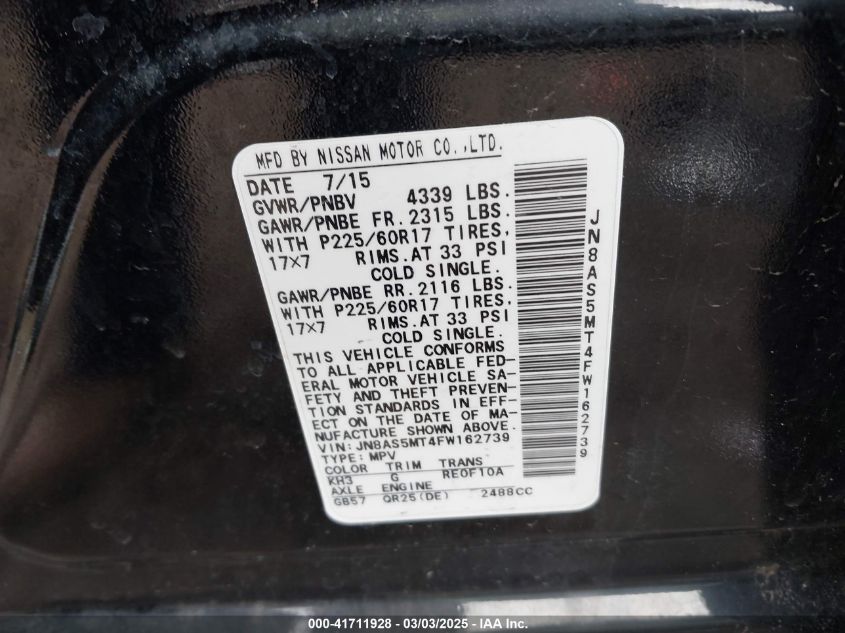 MFD BY NISSAN MOTOR CO.,LTD.
DATE 7/15
GVWR/PNBV 4339 LBS.
GAWR/PNBE FR. 2315 LBS.
WITH P225/60R17 TIRES,
17×7 RIMS.AT 33 PSI
COLD SINGLE.
GAWR/PNBE RR. 2116 LBS.
WITH P225/60R17 TIRES,
17×7 RIMS.AT 33 PSI
COLD SINGLE.
THIS VEHICLE CONFORMS
TO ALL APPLICABLE FED-
ERAL MOTOR VEHICLE SA-
FETY AND THEFT PREVEN-
TION STANDARDS IN EFF-
ECT ON THE DATE OF MA-
NUFACTURE SHOWN ABOVE.
VIN: JN8AS5MT4FW162739
TYPE: MPV
COLOR TRIM TRANS
KH3 G RE0F10A
AXLE ENGINE
GB57 QR25(DE) 2488CC
JN8AS5MT4FW162739
000-41711928 | 03/03/2025 - IAA Inc.